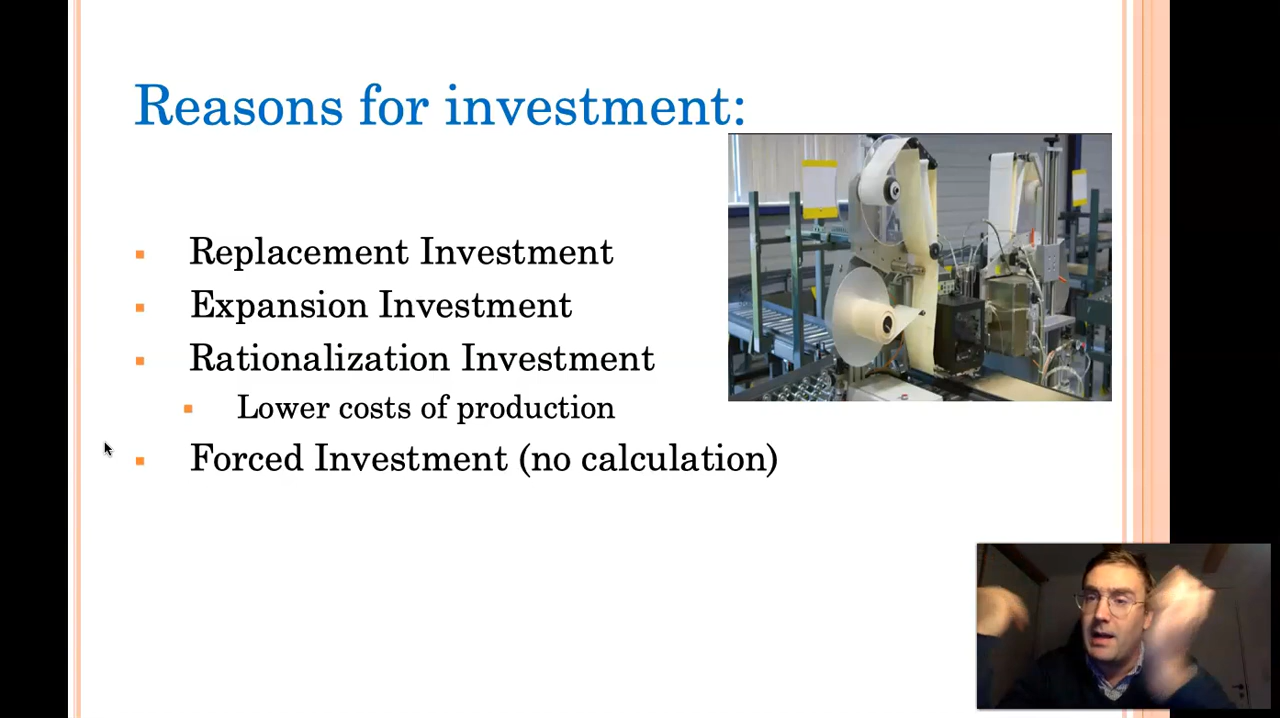 Reasons for investment:
Replacement Investment
Expansion Investment
Rationalization Investment
Lower costs of production
Forced Investment (no calculation)